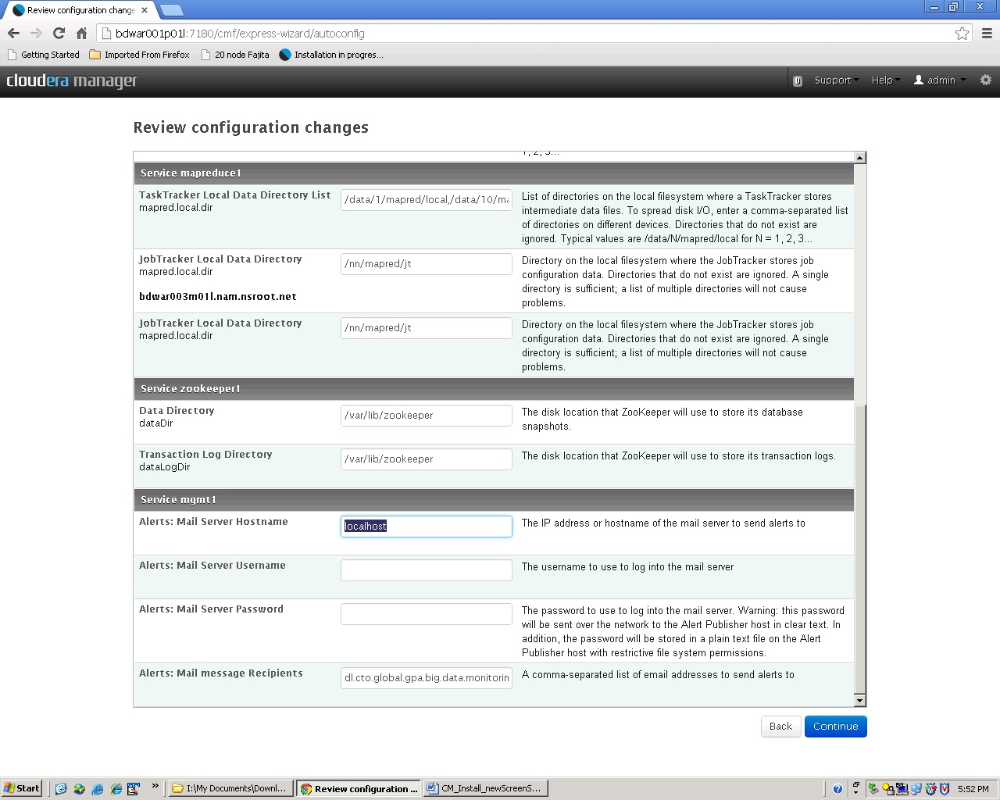 Review configuration change
bdwar001p01l:7180/cmf/express-wizard/autoconfig
Getting Started
Imported From Firefox
20 node Fajita
Installation in progres...
cloudera manager
0
Support
Help
admin
Review configuration changes
1, 2, 3...
Service mapreduce1
TaskTracker Local Data Directory List
mapred.local.dir
/data/1/mapred/local,/data/10/ma
List of directories on the local filesystem where a TaskTracker stores
intermediate data files. To spread disk I/O, enter a comma-separated list
of directories on different devices. Directories that do not exist are
ignored. Typical values are /data/N/mapred/local for N = 1, 2, 3...
JobTracker Local Data Directory
mapred.local.dir
bdwar003m01l.nam.nsroot.net
/nn/mapred/jt
Directory on the local filesystem where the JobTracker stores job
configuration data. Directories that do not exist are ignored. A single
directory is sufficient; a list of multiple directories will not cause
problems.
JobTracker Local Data Directory
mapred.local.dir
/nn/mapred/jt
Directory on the local filesystem where the JobTracker stores job
configuration data. Directories that do not exist are ignored. A single
directory is sufficient; a list of multiple directories will not cause
problems.
Service zookeeper1
Data Directory
dataDir
/var/lib/zookeeper
The disk location that ZooKeeper will use to store its database
snapshots.
Transaction Log Directory
dataLogDir
/var/lib/zookeeper
The disk location that ZooKeeper will use to store its transaction logs.
Service mgmt1
Alerts: Mail Server Hostname
localhost
The IP address or hostname of the mail server to send alerts to
Alerts: Mail Server Username
The username to use to log into the mail server
Alerts: Mail Server Password
The password to use to log into the mail server. Warning: this password
will be sent over the network to the Alert Publisher host in clear text. In
addition, the password will be stored in a plain text file on the Alert
Publisher host with restrictive file system permissions.
Alerts: Mail message Recipients
dl.cto.global.gpa.big.data.monitorin
A comma-separated list of email addresses to send alerts to
Back
Continue
Start
I:\My Documents\Downl...
Review configuration ...
CM_Install_newScreenS...
5:52 PM